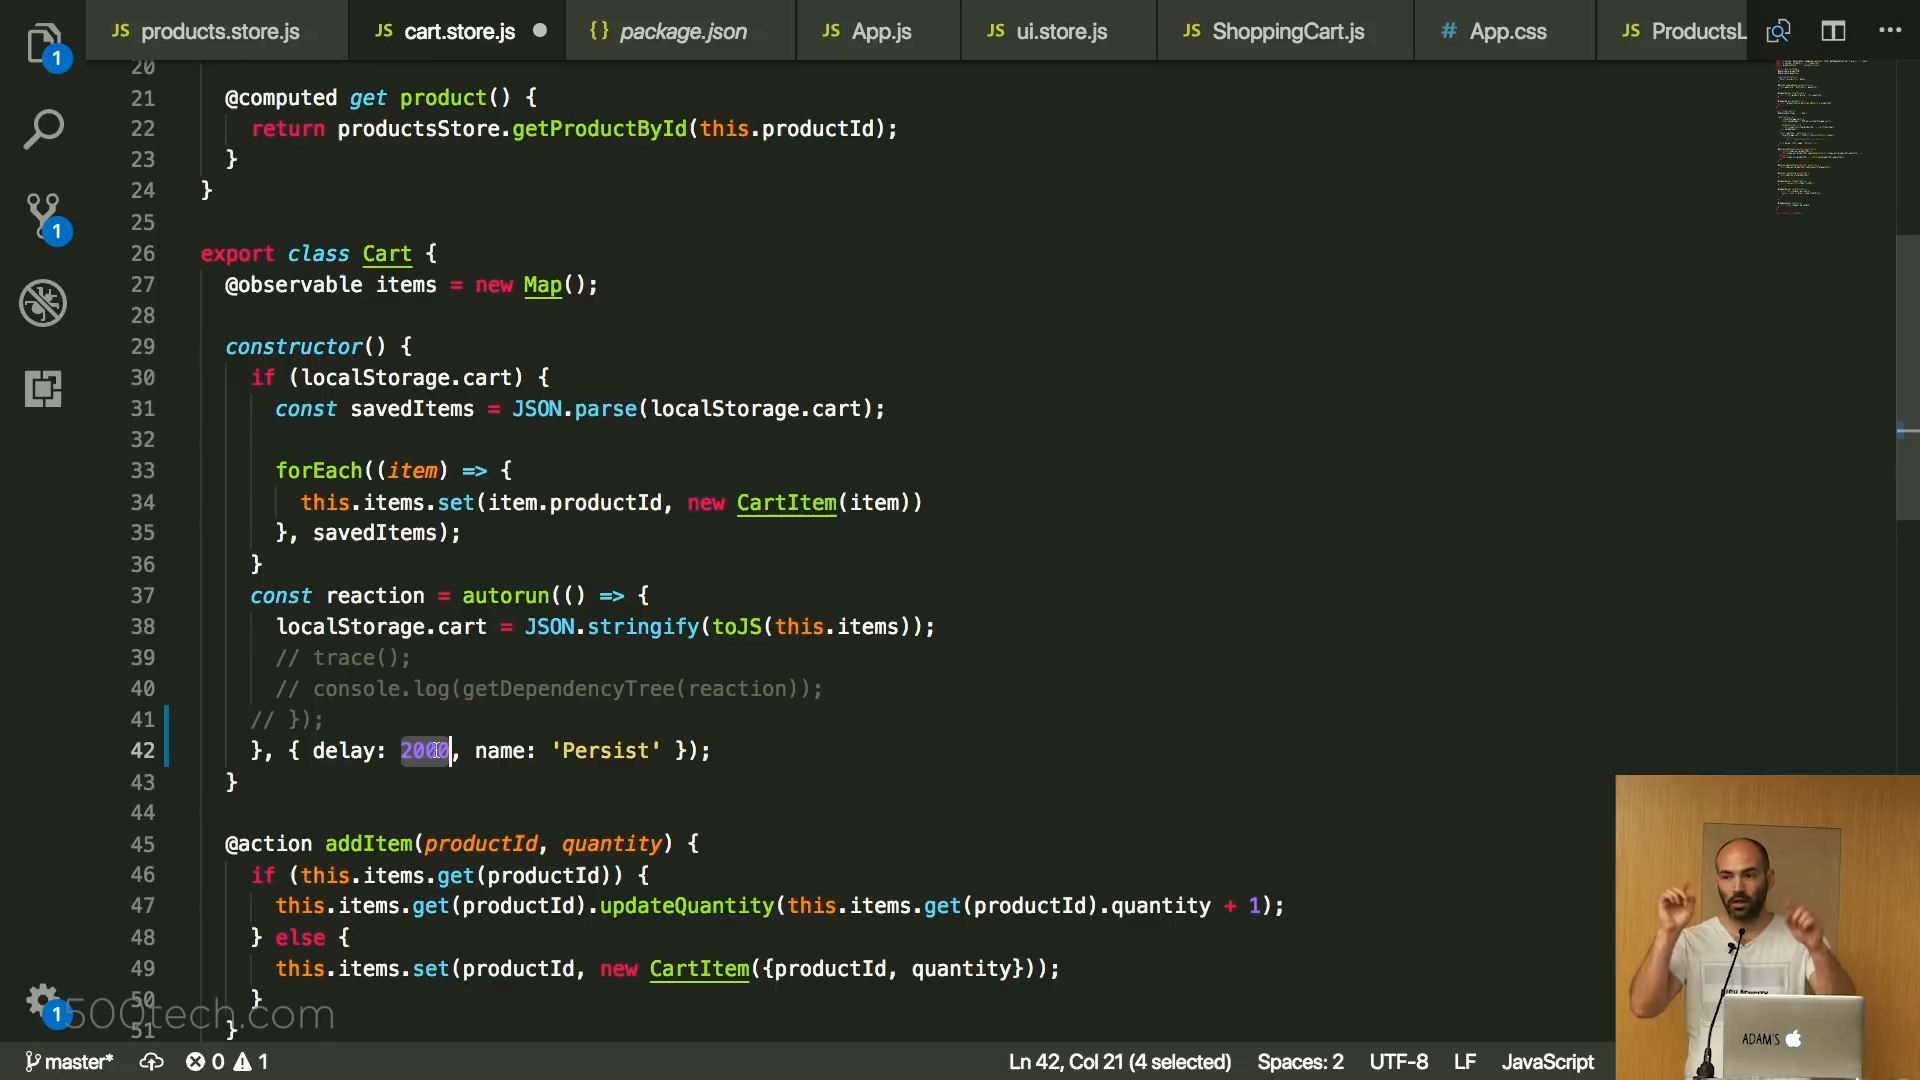 JS products.store.js JS cart.store.js {} package.json JS App.js JS ui.store.js JS ShoppingCart.js # App.css JS ProductsL
1
20
21 @computed get product() {
22 return productsStore.getProductById(this.productId);
23 }
24 }
25
26 export class Cart {
27 @observable items = new Map();
28
29 constructor() {
30 if (localStorage.cart) {
31 const savedItems = JSON.parse(localStorage.cart);
32
33 forEach((item) => {
34 this.items.set(item.productId, new CartItem(item))
35 }, savedItems);
36 }
37 const reaction = autorun(() => {
38 localStorage.cart = JSON.stringify(toJS(this.items));
39 // trace();
40 // console.log(getDependencyTree(reaction));
41 // });
42 }, { delay: 2000, name: 'Persist' });
43 }
44
45 @action addItem(productId, quantity) {
46 if (this.items.get(productId)) {
47 this.items.get(productId).updateQuantity(this.items.get(productId).quantity + 1);
48 } else {
49 this.items.set(productId, new CartItem({productId, quantity}));
50 }
51 }
1
1
500tech.com
ADAM'S
master* 0 1 Ln 42, Col 21 (4 selected) Spaces: 2 UTF-8 LF JavaScript